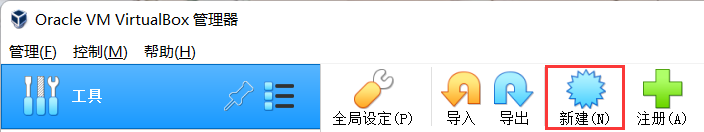 Oracle VM VirtualBox 管理器
管理(F) 控制(M) 帮助(H)
工具 全局设定(P) 导入 导出 新建(N) 注册(A)